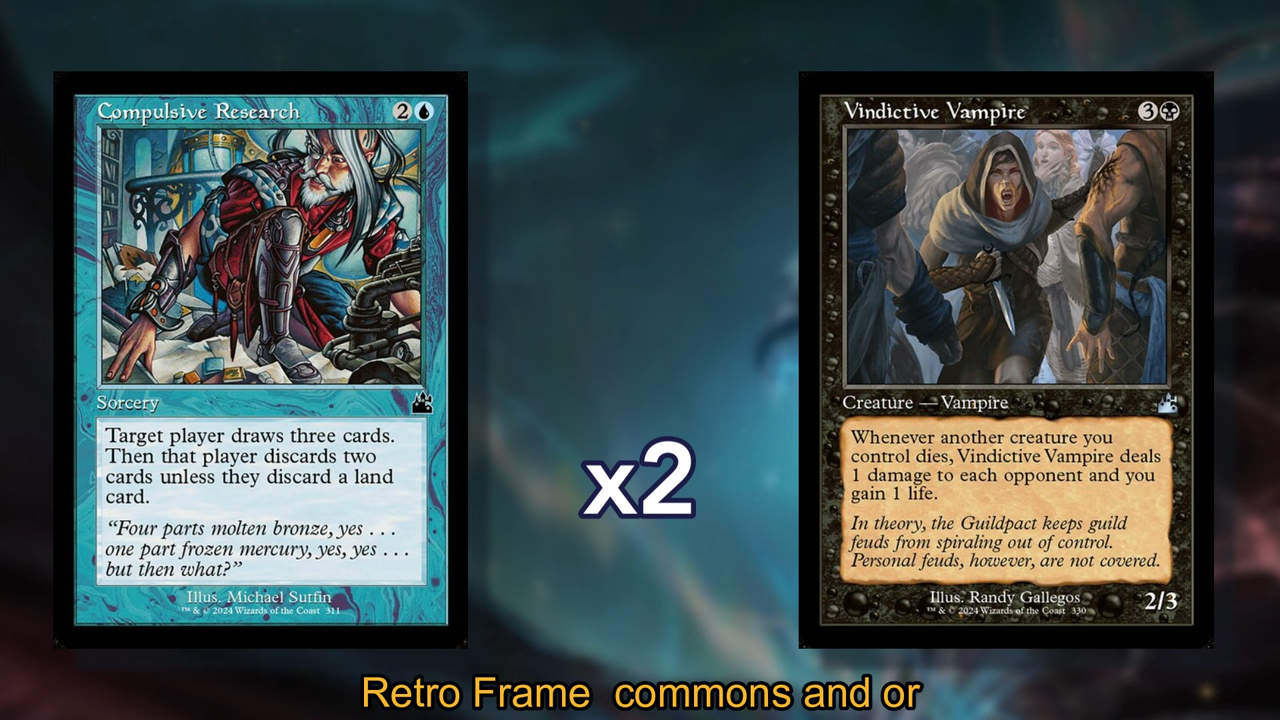 Compulsive Research 2
Sorcery
Target player draws three cards.
Then that player discards two
cards unless they discard a land
card.
“Four parts molten bronze, yes . . .
one part frozen mercury, yes, yes . . .
but then what?”
Illus. Michael Sutfin
™ & © 2024 Wizards of the Coast 311
x2
Vindictive Vampire 3
Creature — Vampire
Whenever another creature you
control dies, Vindictive Vampire deals
1 damage to each opponent and you
gain 1 life.
In theory, the Guildpact keeps guild
feuds from spiraling out of control.
Personal feuds, however, are not covered.
Illus. Randy Gallegos
™ & © 2024 Wizards of the Coast 330
2/3
Retro Frame commons and or